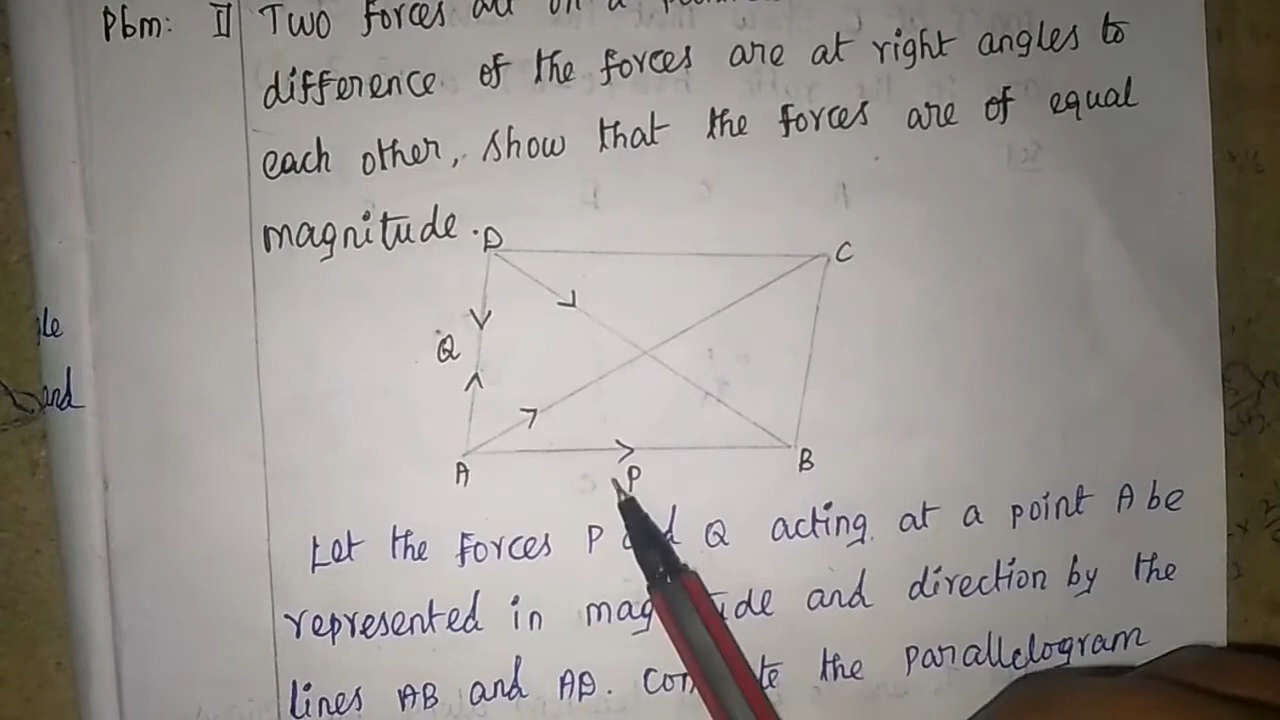 Pbm: II Two Forces
difference of the forces are at right angles to
each other, show that the forces are of equal
magnitude.
D
C
Q
le
and
A
B
P
Let the forces P Q acting at a point A be
represented in and direction by the
lines AB and AD. the parallelogram